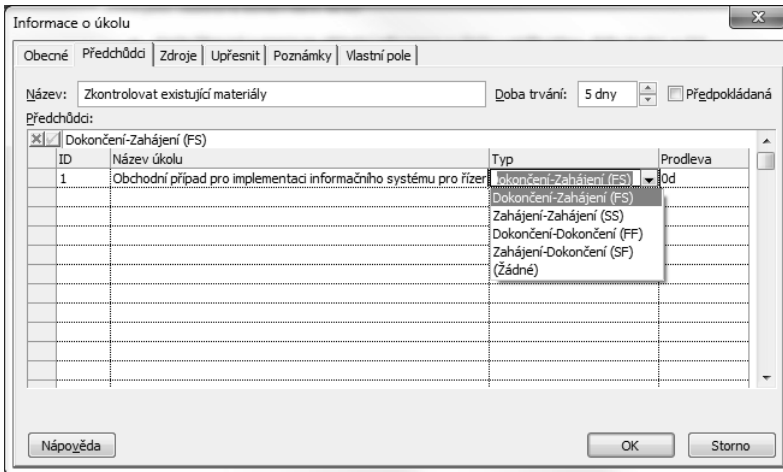 Informace o úkolu
Obecné Předchůdci Zdroje Upřesnit Poznámky Vlastní pole
Název: Zkontrolovat existující materiály Doba trvání: 5 dny Předpokládaná
Předchůdci:
Dokončení-Zahájení (FS)
ID Název úkolu Typ Prodleva
1 Obchodní případ pro implementaci informačního systému pro řízer okončení-Zahájení (FS) 0d
Dokončení-Zahájení (FS)
Zahájení-Zahájení (SS)
Dokončení-Dokončení (FF)
Zahájení-Dokončení (SF)
(Žádné)
Nápověda OK Storno